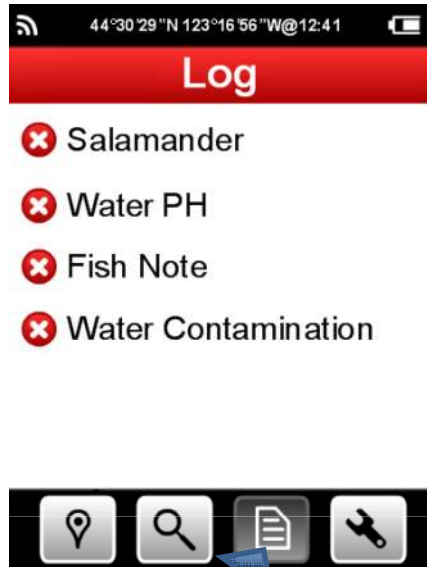 44°30'29"N 123°16'56"W@12:41
Log
Salamander
Water PH
Fish Note
Water Contamination